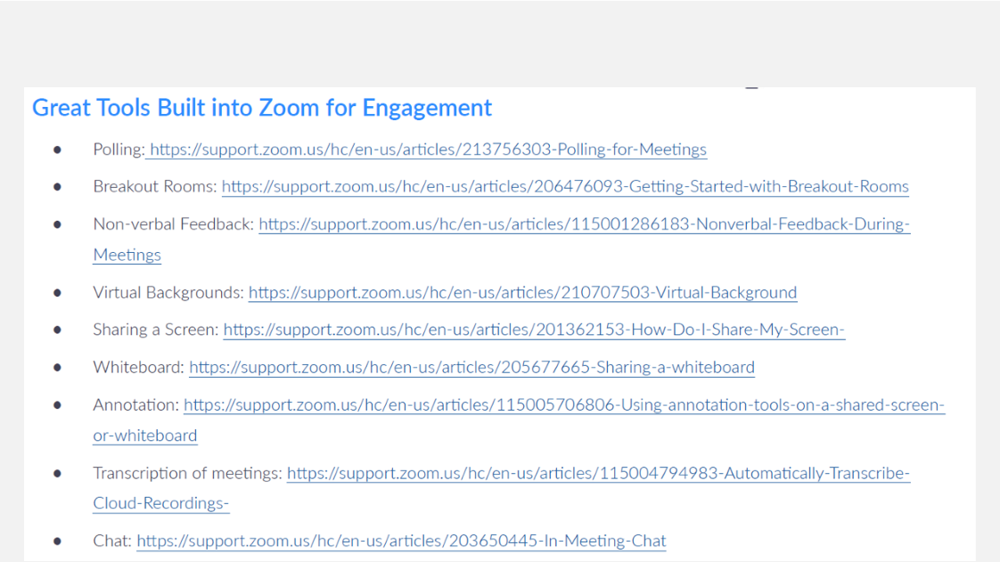 Great Tools Built into Zoom for Engagement
● Polling: https://support.zoom.us/hc/en-us/articles/213756303-Polling-for-Meetings
● Breakout Rooms: https://support.zoom.us/hc/en-us/articles/206476093-Getting-Started-with-Breakout-Rooms
● Non-verbal Feedback: https://support.zoom.us/hc/en-us/articles/115001286183-Nonverbal-Feedback-During-
Meetings
● Virtual Backgrounds: https://support.zoom.us/hc/en-us/articles/210707503-Virtual-Background
● Sharing a Screen: https://support.zoom.us/hc/en-us/articles/201362153-How-Do-I-Share-My-Screen-
● Whiteboard: https://support.zoom.us/hc/en-us/articles/205677665-Sharing-a-whiteboard
● Annotation: https://support.zoom.us/hc/en-us/articles/115005706806-Using-annotation-tools-on-a-shared-screen-
or-whiteboard
● Transcription of meetings: https://support.zoom.us/hc/en-us/articles/115004794983-Automatically-Transcribe-
Cloud-Recordings-
● Chat: https://support.zoom.us/hc/en-us/articles/203650445-In-Meeting-Chat